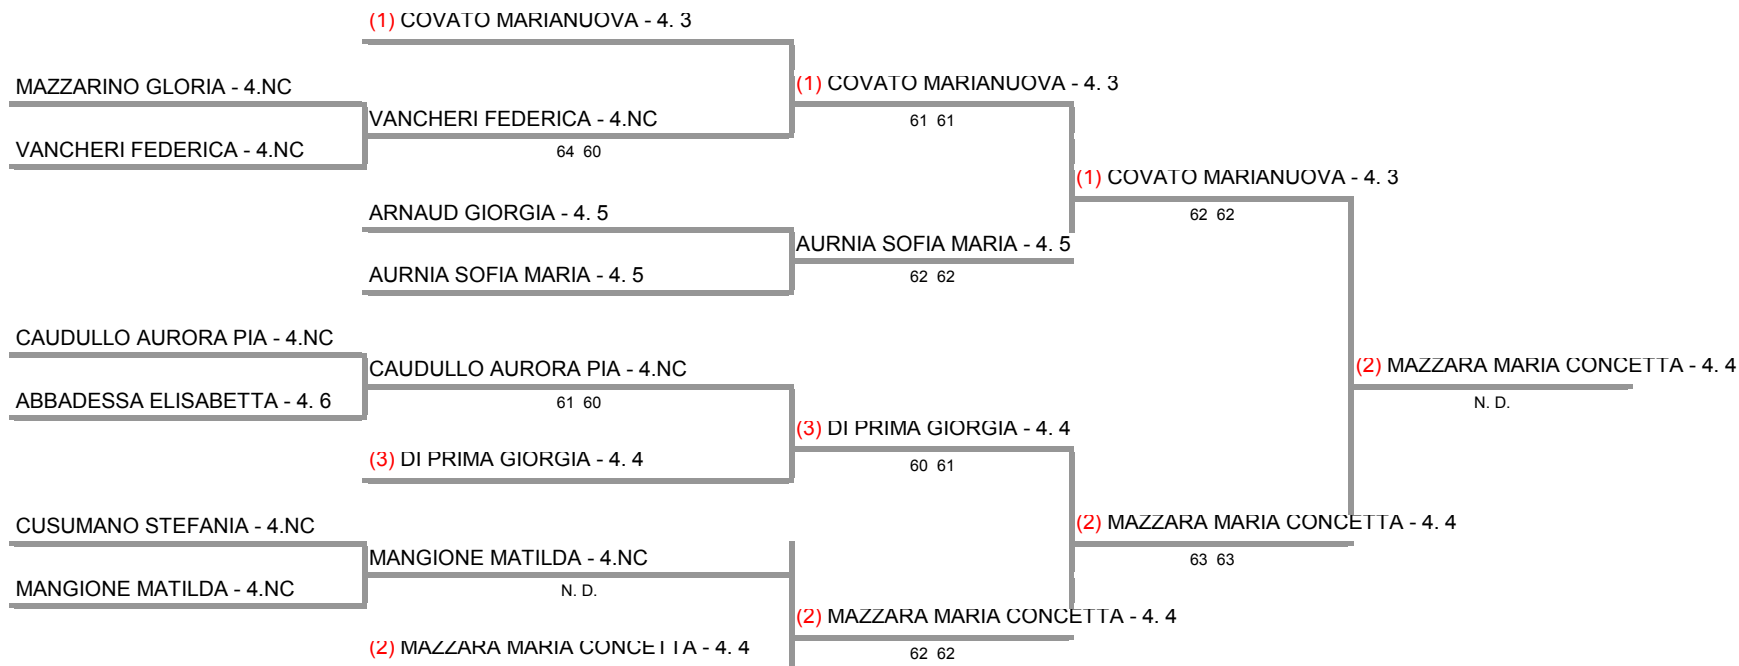 (1) COVATO MARIANUOVA - 4. 3
MAZZARINO GLORIA - 4.NC
(1) COVATO MARIANUOVA - 4. 3
VANCHERI FEDERICA - 4.NC
61 61
VANCHERI FEDERICA - 4.NC
64 60
(1) COVATO MARIANUOVA - 4. 3
ARNAUD GIORGIA - 4. 5
62 62
AURNIA SOFIA MARIA - 4. 5
AURNIA SOFIA MARIA - 4. 5
62 62
CAUDULLO AURORA PIA - 4.NC
CAUDULLO AURORA PIA - 4.NC
(2) MAZZARA MARIA CONCETTA - 4. 4
ABBADESSA ELISABETTA - 4. 6
61 60
N. D.
(3) DI PRIMA GIORGIA - 4. 4
(3) DI PRIMA GIORGIA - 4. 4
60 61
CUSUMANO STEFANIA - 4.NC
(2) MAZZARA MARIA CONCETTA - 4. 4
MANGIONE MATILDA - 4.NC
63 63
MANGIONE MATILDA - 4.NC
N. D.
(2) MAZZARA MARIA CONCETTA - 4. 4
(2) MAZZARA MARIA CONCETTA - 4. 4
62 62